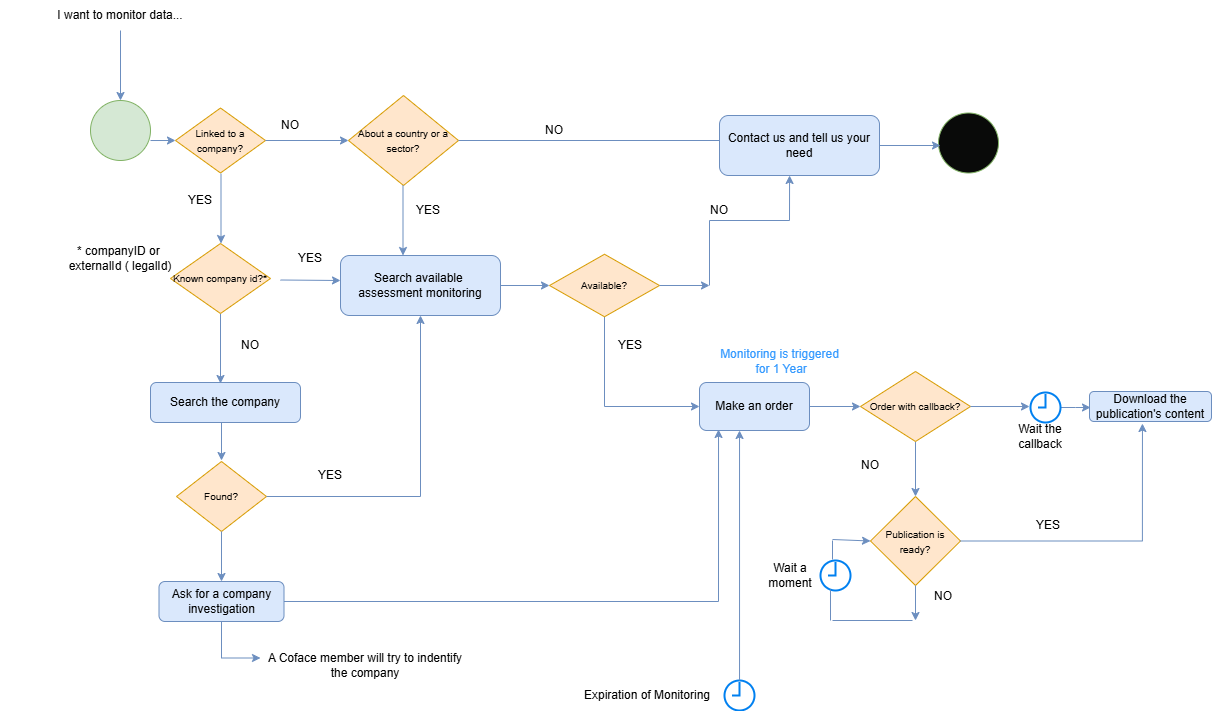 I want to monitor data...
Linked to a
company?
NO
About a country or a
sector?
NO
Contact us and tell us your
need
YES
YES
NO
* companyID or
externalId ( legalId)
Known company id?*
YES
Search available
assessment monitoring
Available?
NO
YES
Monitoring is triggered
for 1 Year
Search the company
Make an order
Order with callback?
Wait the
callback
Download the
publication's content
Found?
YES
NO
Publication is
ready?
YES
Wait a
moment
NO
Ask for a company
investigation
A Coface member will try to indentify
the company
Expiration of Monitoring